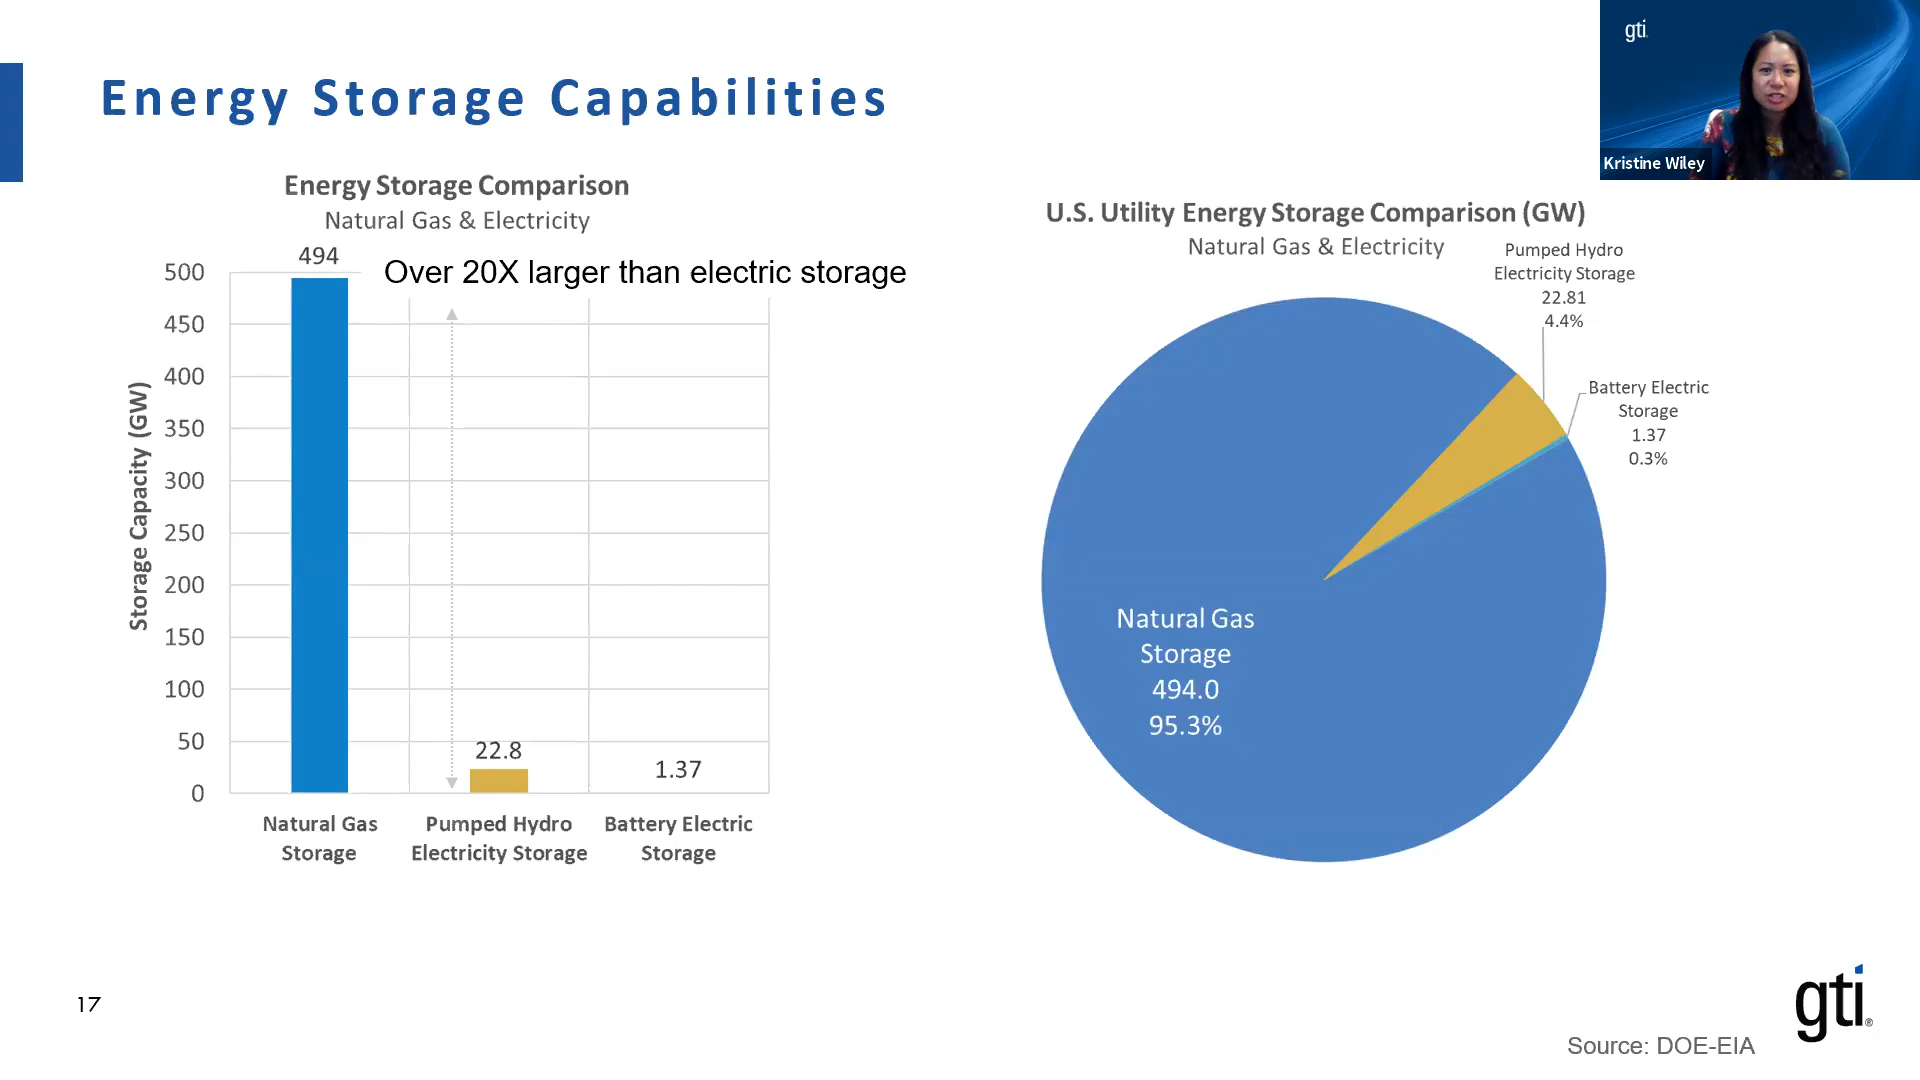 Energy Storage Capabilities
gti
Kristine Wiley
Energy Storage Comparison
Natural Gas & Electricity
Over 20X larger than electric storage
Storage Capacity (GW)
500
450
400
350
300
250
200
150
100
50
0
494
22.8
1.37
Natural Gas
Storage
Pumped Hydro
Electricity Storage
Battery Electric
Storage
U.S. Utility Energy Storage Comparison (GW)
Natural Gas & Electricity
Pumped Hydro
Electricity Storage
22.81
4.4%
Battery Electric
Storage
1.37
0.3%
Natural Gas
Storage
494.0
95.3%
17
gti®
Source: DOE-EIA